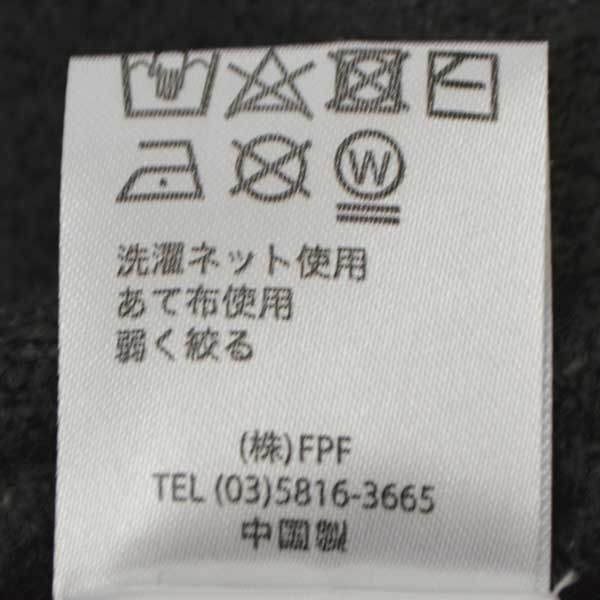 W
洗濯ネット使用
あて布使用
弱く絞る
(株)FPF
TEL (03)5816-3665
中国製